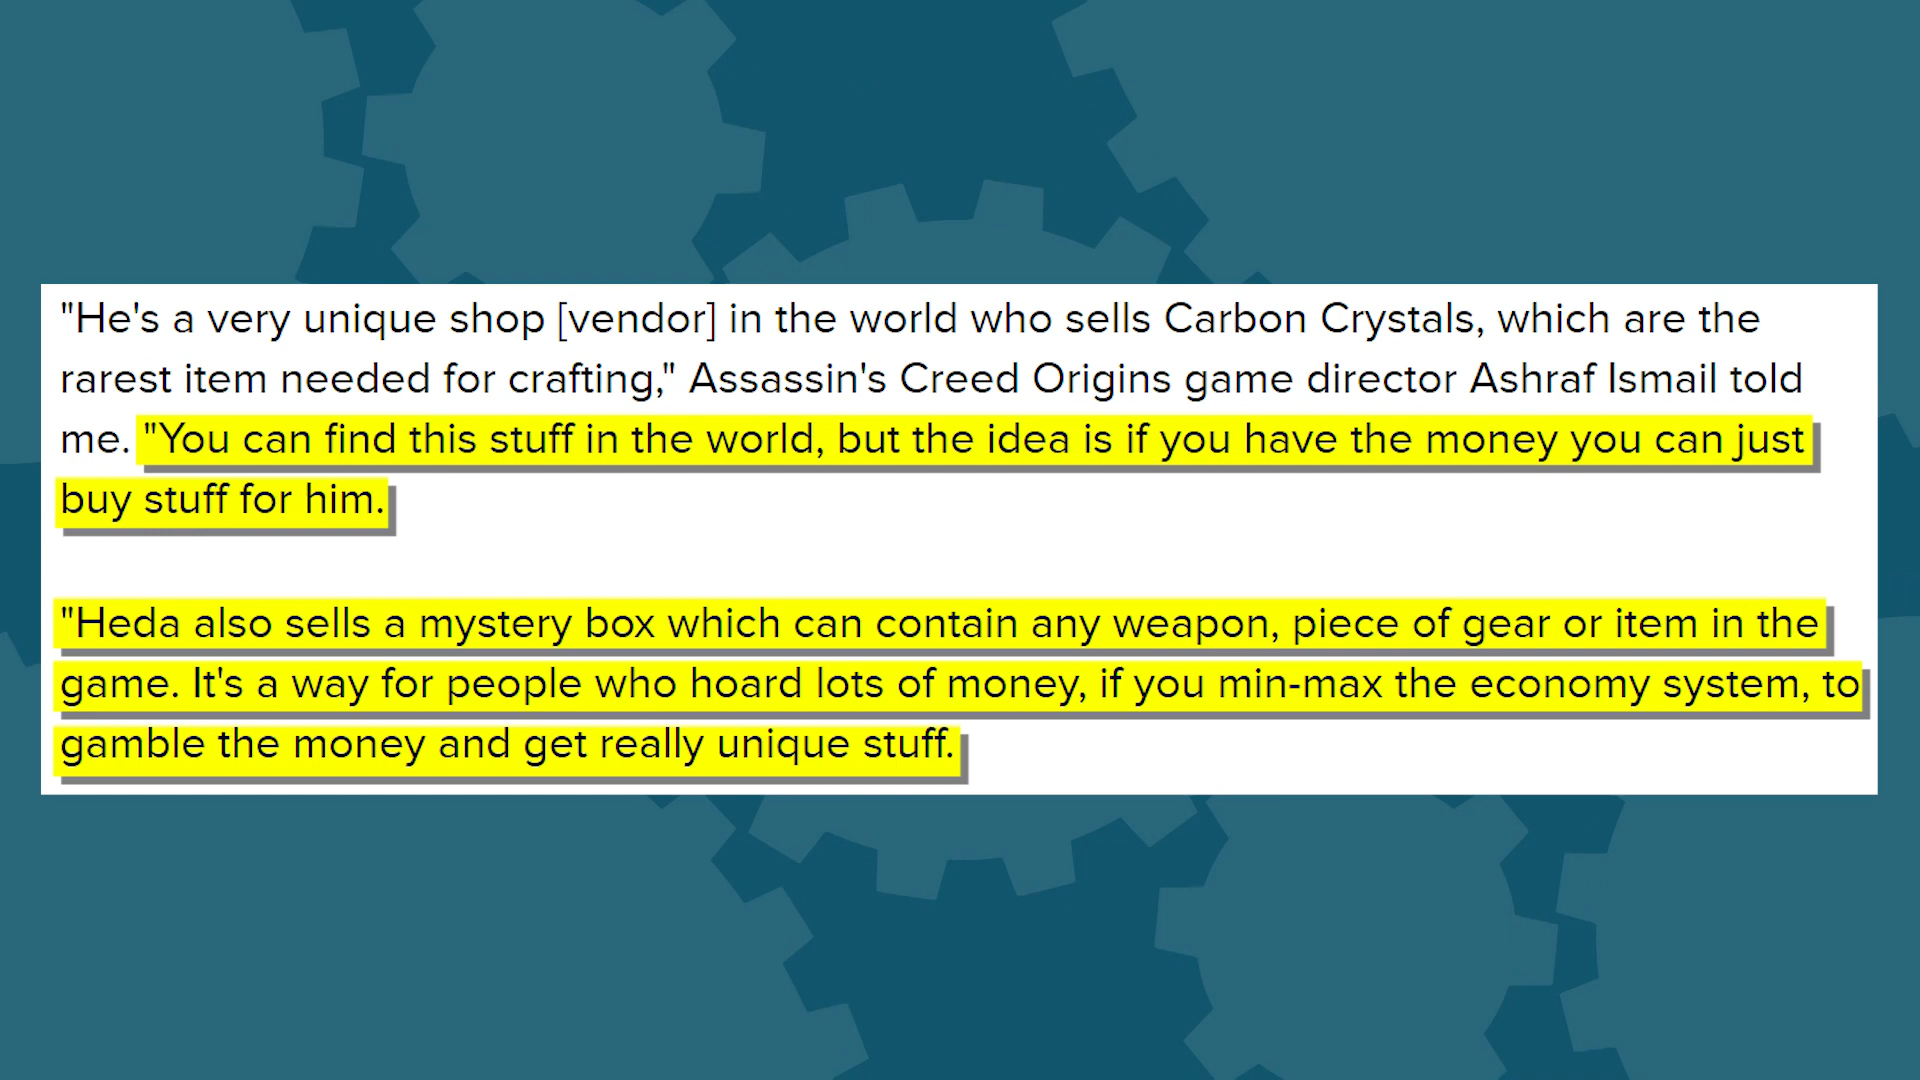 "He's a very unique shop [vendor] in the world who sells Carbon Crystals, which are the
rarest item needed for crafting," Assassin's Creed Origins game director Ashraf Ismail told
me. "You can find this stuff in the world, but the idea is if you have the money you can just
buy stuff for him.
"Heda also sells a mystery box which can contain any weapon, piece of gear or item in the
game. It's a way for people who hoard lots of money, if you min-max the economy system, to
gamble the money and get really unique stuff.